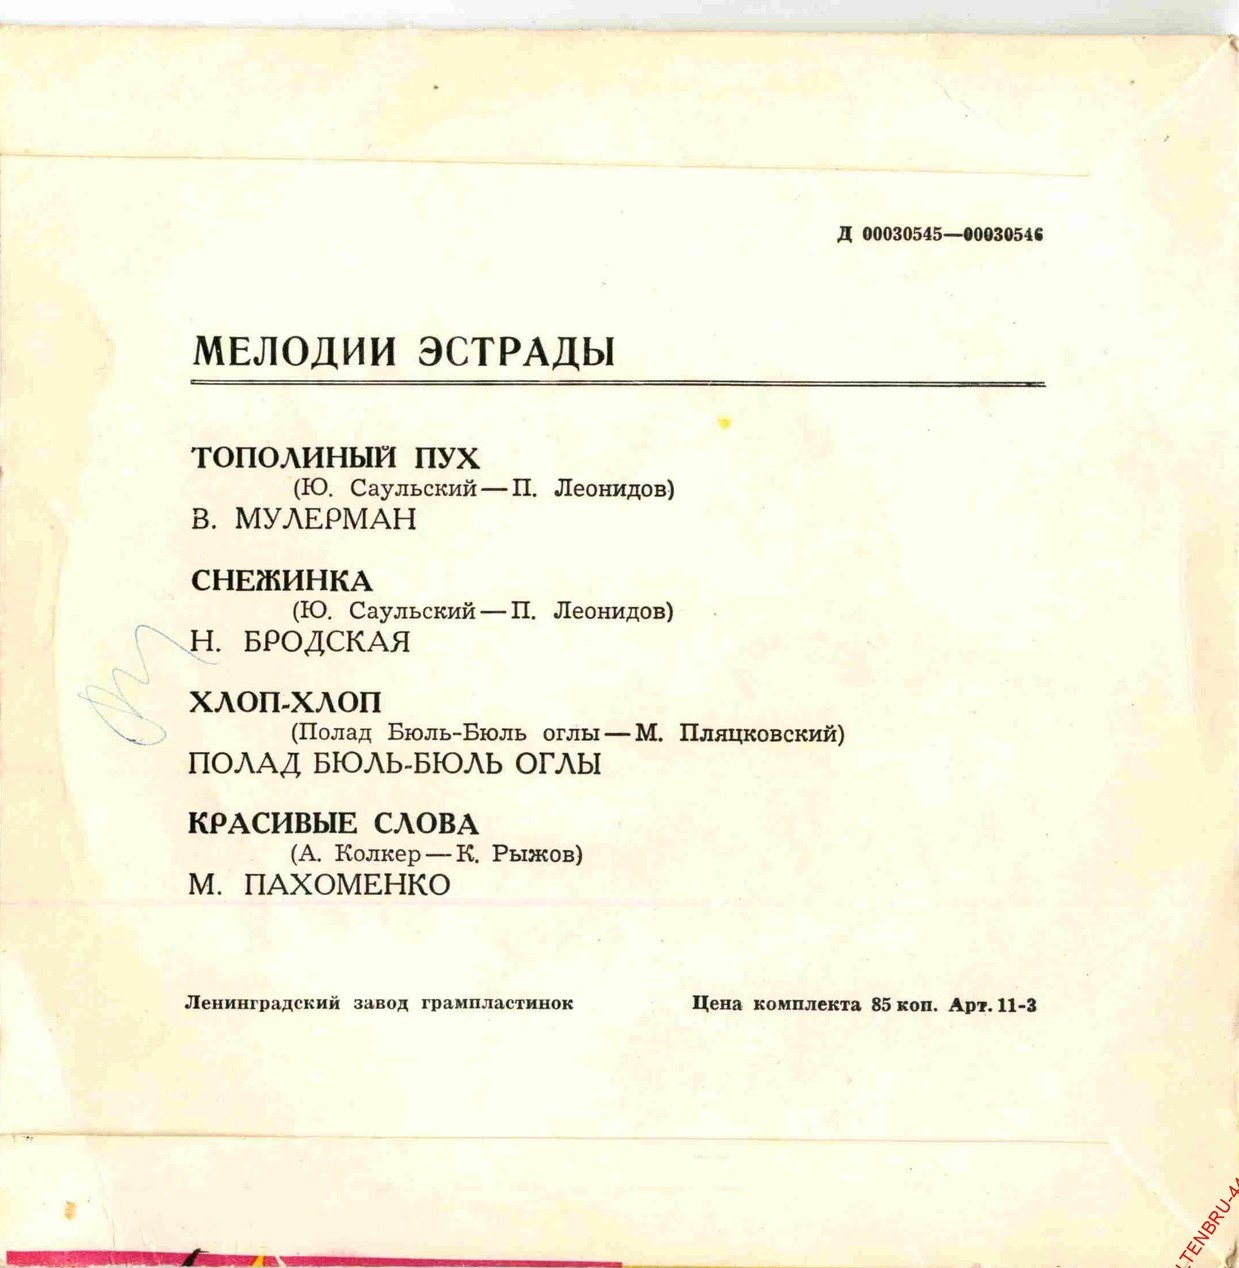 Д 00030545—00030546
МЕЛОДИИ ЭСТРАДЫ
ТОПОЛИНЫЙ ПУХ
(Ю. Саульский—П. Леонидов)
В. МУЛЕРМАН
СНЕЖИНКА
(Ю. Саульский—П. Леонидов)
Н. БРОДСКАЯ
ХЛОП-ХЛОП
(Полад Бюль-Бюль оглы—М. Пляцковский)
ПОЛАД БЮЛЬ-БЮЛЬ ОГЛЫ
КРАСИВЫЕ СЛОВА
(А. Колкер—К. Рыжов)
М. ПАХОМЕНКО
Ленинградский завод грампластинок
Цена комплекта 85 коп. Арт. 11-3